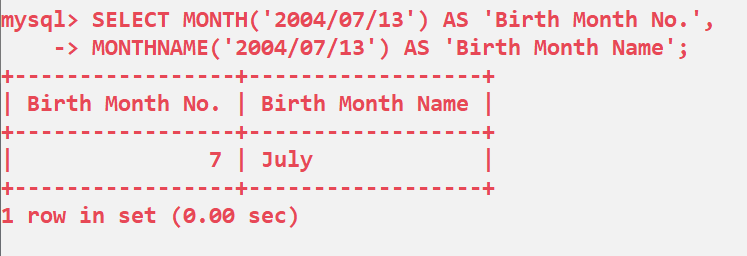 mysql> SELECT MONTH('2004/07/13') AS 'Birth Month No.',
    -> MONTHNAME('2004/07/13') AS 'Birth Month Name';
+-----------------+------------------+
| Birth Month No. | Birth Month Name |
+-----------------+------------------+
|               7 | July             |
+-----------------+------------------+
1 row in set (0.00 sec)